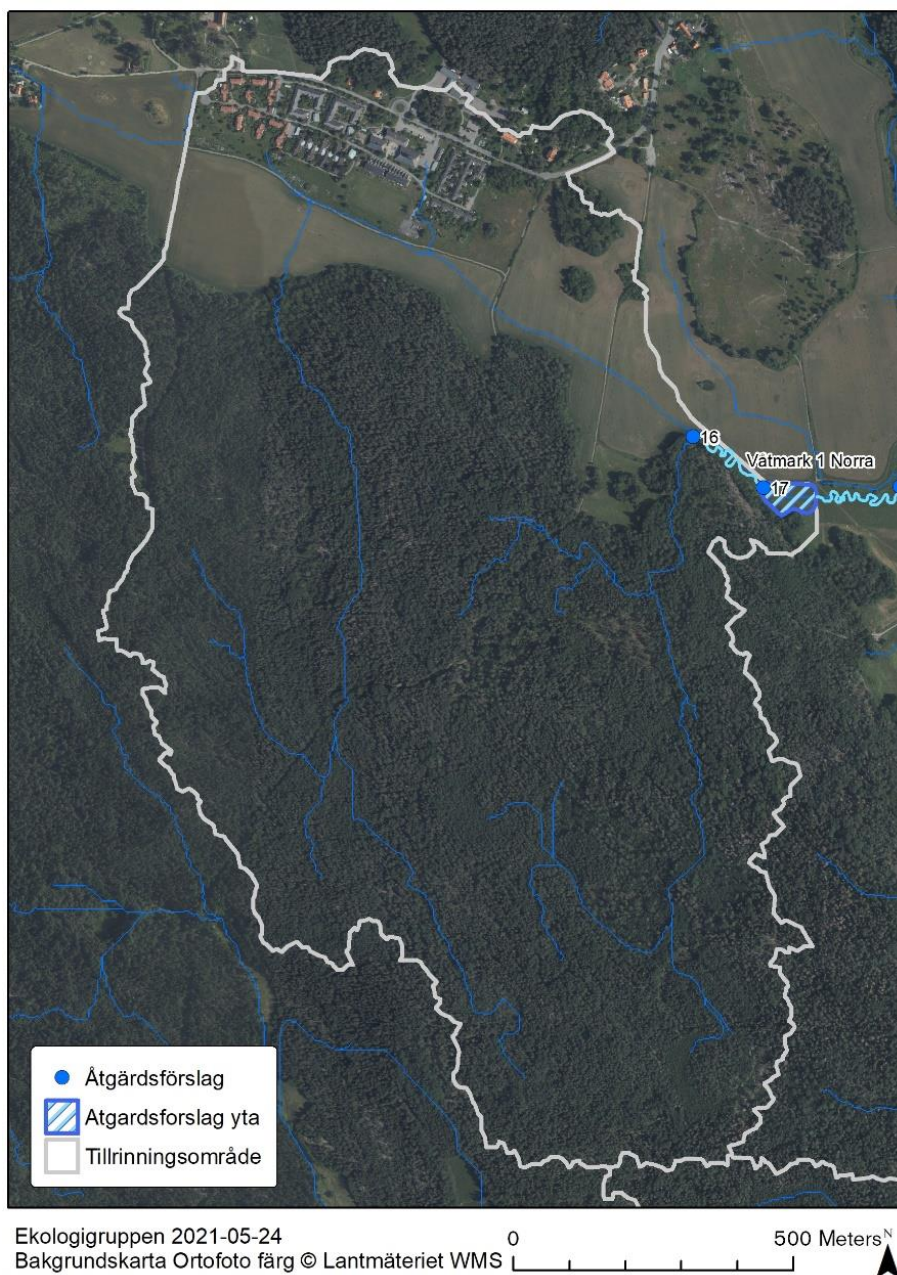 16
Våtmark 1 Norra
17
Åtgärdsförslag
Atgardsforslag yta
Tillrinningsområde
Ekologigruppen 2021-05-24
Bakgrundskarta Ortofoto färg © Lantmäteriet WMS
0 500 Meters
N